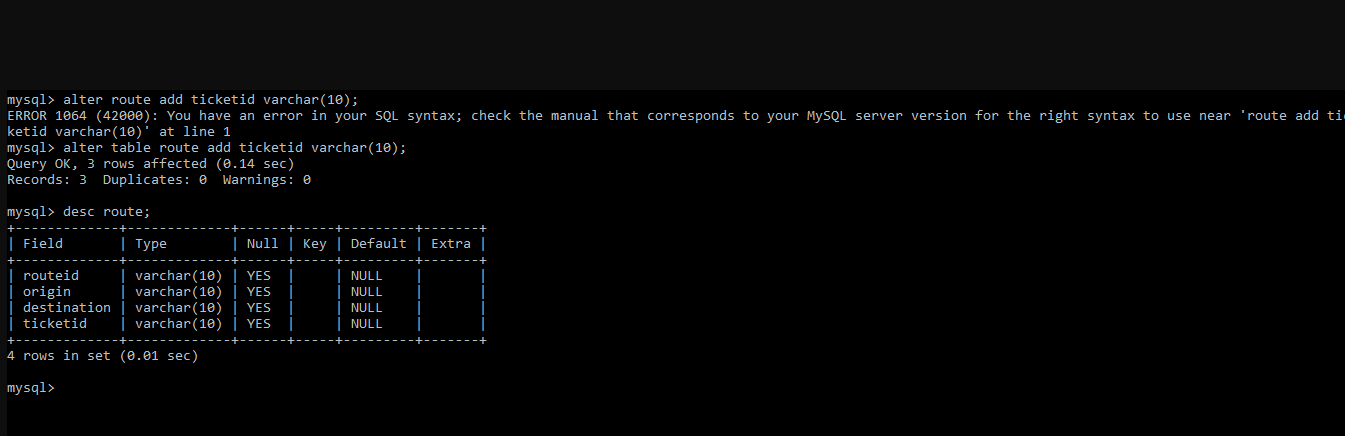 mysql> alter route add ticketid varchar(10);
ERROR 1064 (42000): You have an error in your SQL syntax; check the manual that corresponds to your MySQL server version for the right syntax to use near 'route add ti
ketid varchar(10)' at line 1
mysql> alter table route add ticketid varchar(10);
Query OK, 3 rows affected (0.14 sec)
Records: 3  Duplicates: 0  Warnings: 0
mysql> desc route;
+-------------+-------------+------+-----+---------+-------+
| Field       | Type        | Null | Key | Default | Extra |
+-------------+-------------+------+-----+---------+-------+
| routeid     | varchar(10) | YES  |     | NULL    |       |
| origin      | varchar(10) | YES  |     | NULL    |       |
| destination | varchar(10) | YES  |     | NULL    |       |
| ticketid    | varchar(10) | YES  |     | NULL    |       |
+-------------+-------------+------+-----+---------+-------+
4 rows in set (0.01 sec)
mysql>